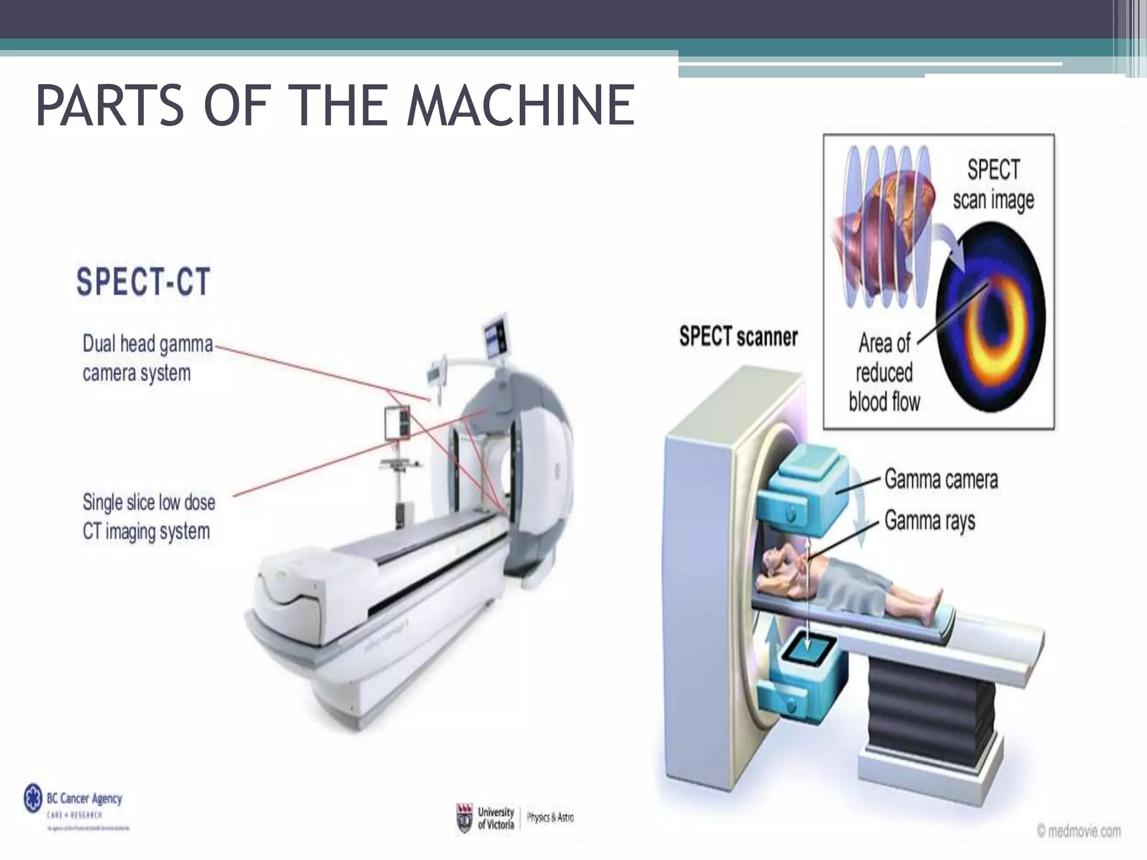 PARTS OF THE MACHINE
SPECT-CT
Dual head gamma
camera system
Single slice low dose
CT imaging system
BC Cancer Agency
CARE + RESEARCH
University
of Victoria
Physics & Astro
SPECT
scan image
Area of
reduced
blood flow
SPECT scanner
Gamma camera
Gamma rays
© medmovie.com